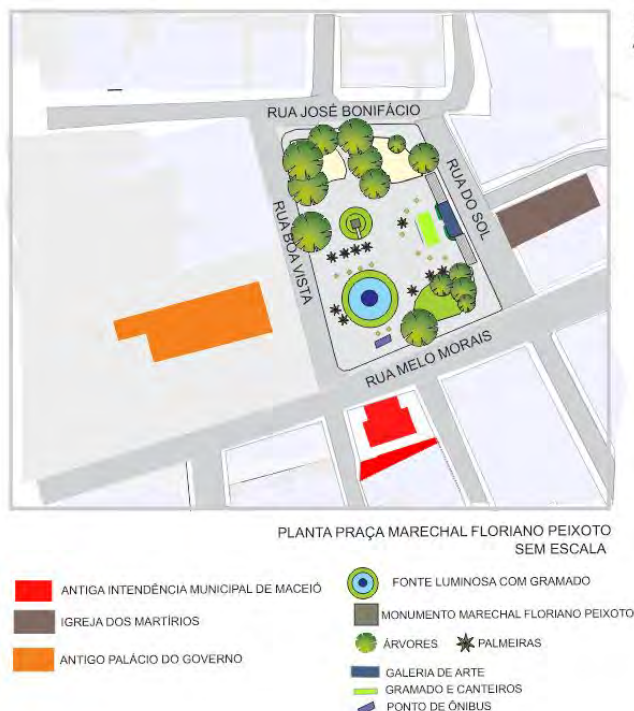 RUA JOSÉ BONIFÁCIO
RUA DO SOL
RUA BOA VISTA
RUA MELO MORAIS
PLANTA PRAÇA MARECHAL FLORIANO PEIXOTO
SEM ESCALA
ANTIGA INTENDÊNCIA MUNICIPAL DE MACEIÓ
IGREJA DOS MARTÍRIOS
ANTIGO PALÁCIO DO GOVERNO
FONTE LUMINOSA COM GRAMADO
MONUMENTO MARECHAL FLORIANO PEIXOTO
ÁRVORES
PALMEIRAS
GALERIA DE ARTE
GRAMADO E CANTEIROS
PONTO DE ÔNIBUS